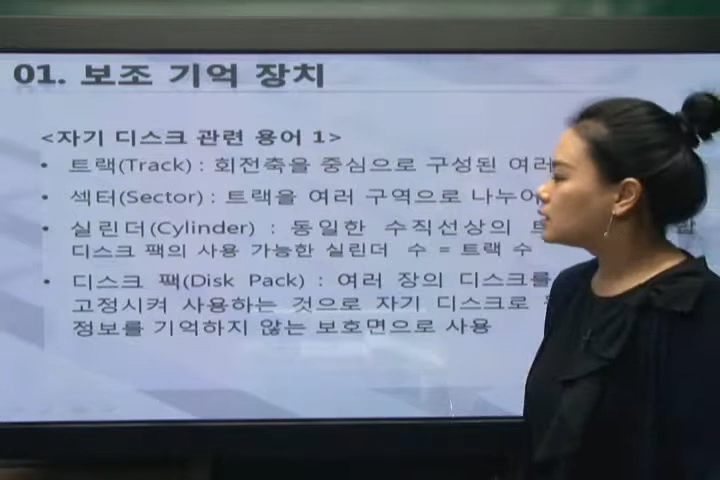 01. 보조 기억 장치
<자기 디스크 관련 용어 1>
• 트랙(Track) : 회전축을 중심으로 구성된 여러
• 섹터(Sector) : 트랙을 여러 구역으로 나누어
• 실린더(Cylinder) : 동일한 수직선상의
디스크 팩의 사용 가능한 실린더 수 = 트랙 수
• 디스크 팩(Disk Pack) : 여러 장의 디스크를
고정시켜 사용하는 것으로 자기 디스크로
정보를 기억하지 않는 보호면으로 사용